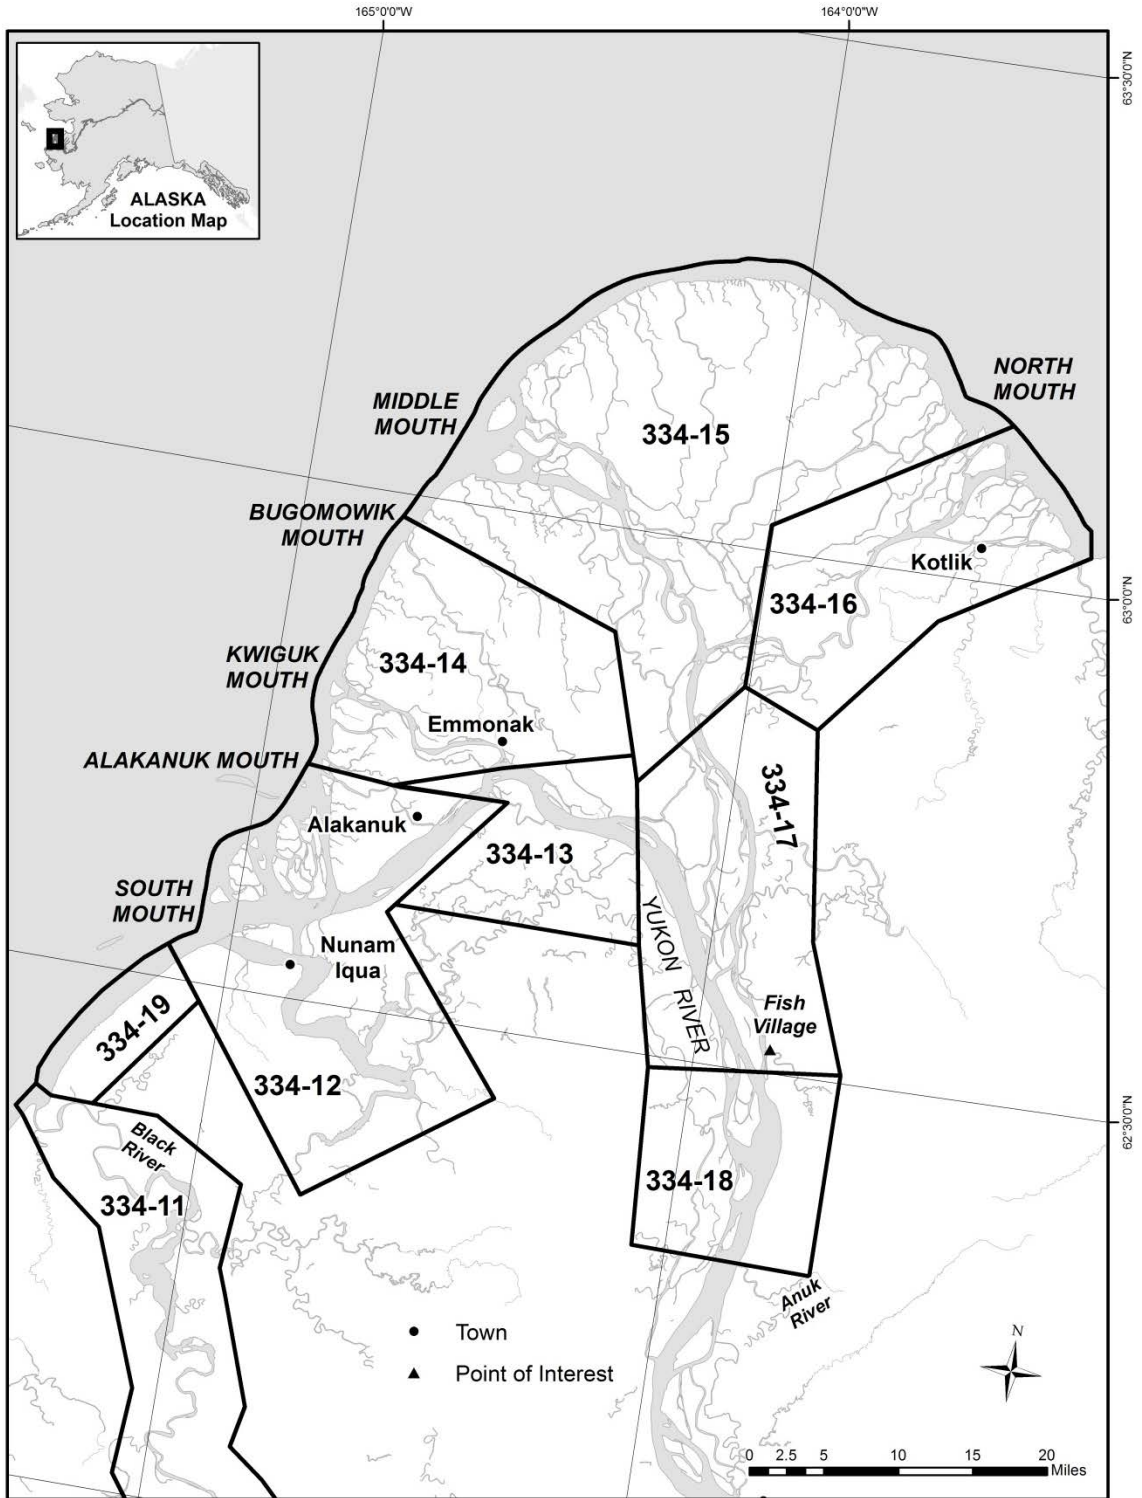 165°0'0"W
164°0'0"W
63°30'0"N
ALASKA
Location Map
NORTH
MOUTH
MIDDLE
MOUTH
334-15
BUGOMOWIK
MOUTH
Kotlik
63°0'0"N
334-16
KWIGUK
MOUTH
334-14
Emmonak
ALAKANUK MOUTH
334-17
Alakanuk
334-13
SOUTH
MOUTH
YUKON RIVER
Nunam
Iqua
Fish
Village
334-19
334-12
62°30'0"N
Black
River
334-18
334-11
Anuk
River
Town
Point of Interest
N
0 2.5 5 10 15 20
Miles